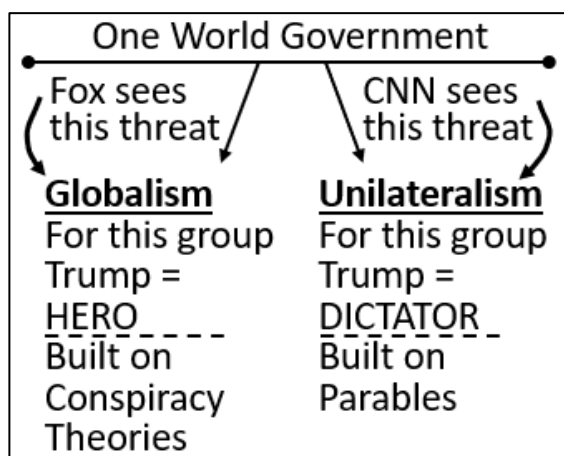 One World Government
Fox sees
this threat
CNN sees
this threat
Globalism
For this group
Trump =
HERO
Built on
Conspiracy
Theories
Unilateralism
For this group
Trump =
DICTATOR
Built on
Parables